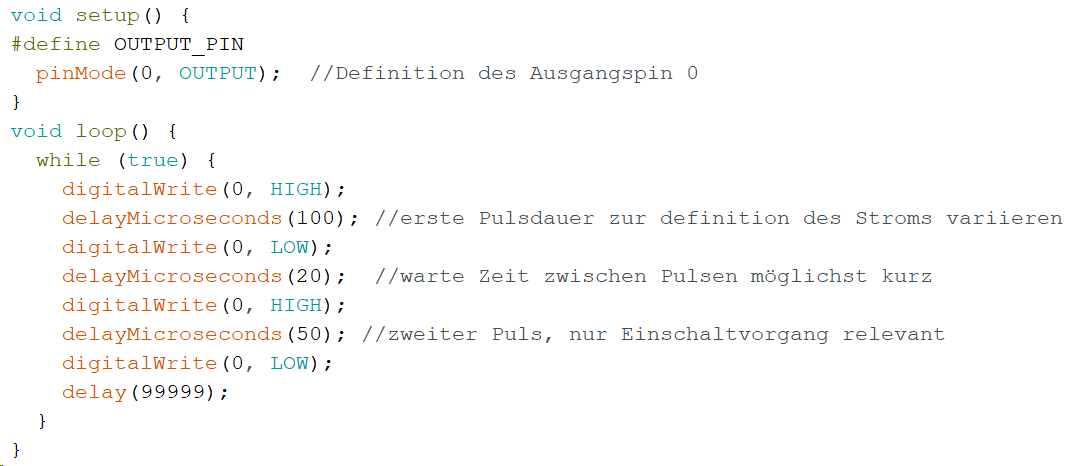 void setup() {
#define OUTPUT_PIN
  pinMode(0, OUTPUT);  //Definition des Ausgangspin 0
}
void loop() {
  while (true) {
    digitalWrite(0, HIGH);
    delayMicroseconds(100); //erste Pulsdauer zur definition des Stroms variieren
    digitalWrite(0, LOW);
    delayMicroseconds(20);  //warte Zeit zwischen Pulsen möglichst kurz
    digitalWrite(0, HIGH);
    delayMicroseconds(50); //zweiter Puls, nur Einschaltvorgang relevant
    digitalWrite(0, LOW);
    delay(99999);
  }
}